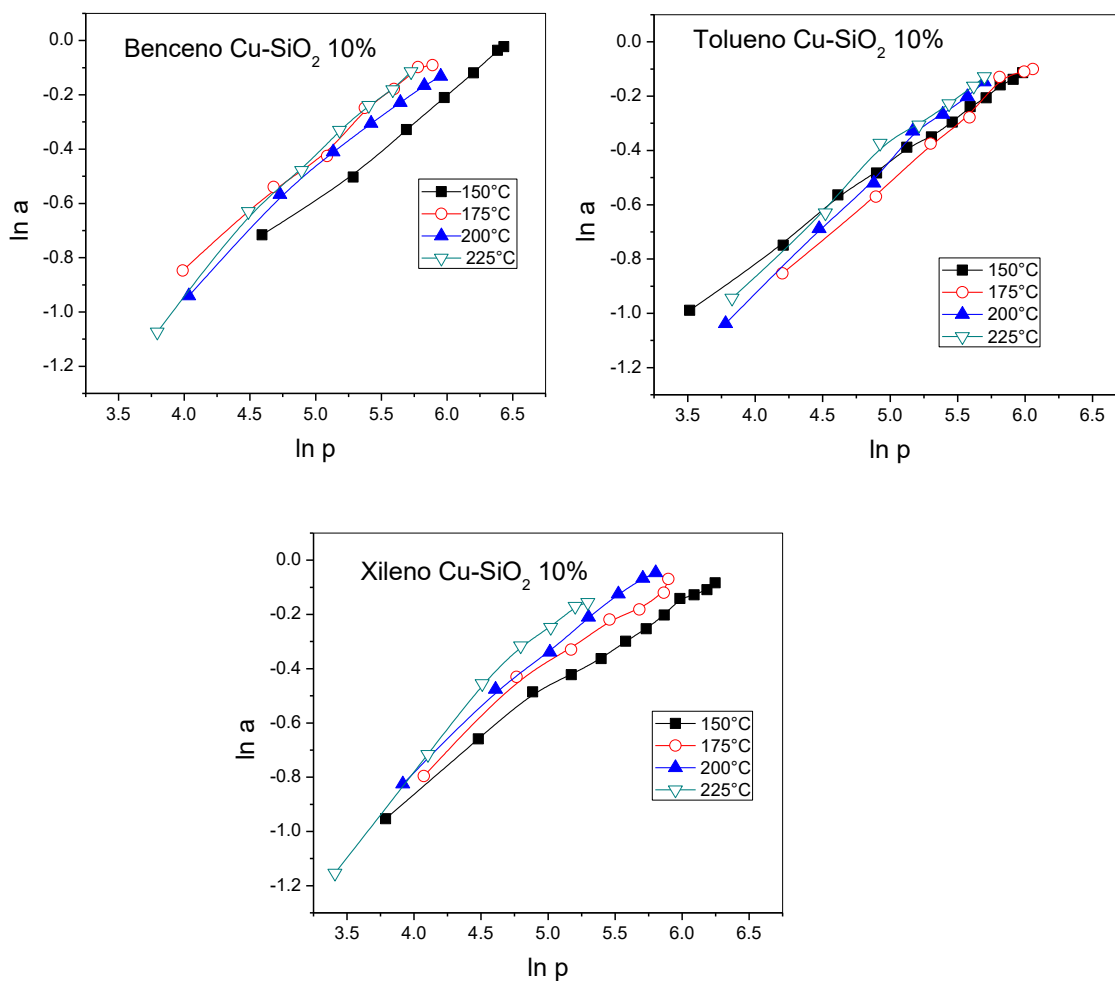 Benceno Cu-SiO2 10%
ln a
0.0
-0.2
-0.4
-0.6
-0.8
-1.0
-1.2
150°C
175°C
200°C
225°C
3.5 4.0 4.5 5.0 5.5 6.0 6.5
ln p
Tolueno Cu-SiO2 10%
ln a
0.0
-0.2
-0.4
-0.6
-0.8
-1.0
-1.2
150°C
175°C
200°C
225°C
3.5 4.0 4.5 5.0 5.5 6.0 6.5
ln p
Xileno Cu-SiO2 10%
ln a
0.0
-0.2
-0.4
-0.6
-0.8
-1.0
-1.2
150°C
175°C
200°C
225°C
3.5 4.0 4.5 5.0 5.5 6.0 6.5
ln p